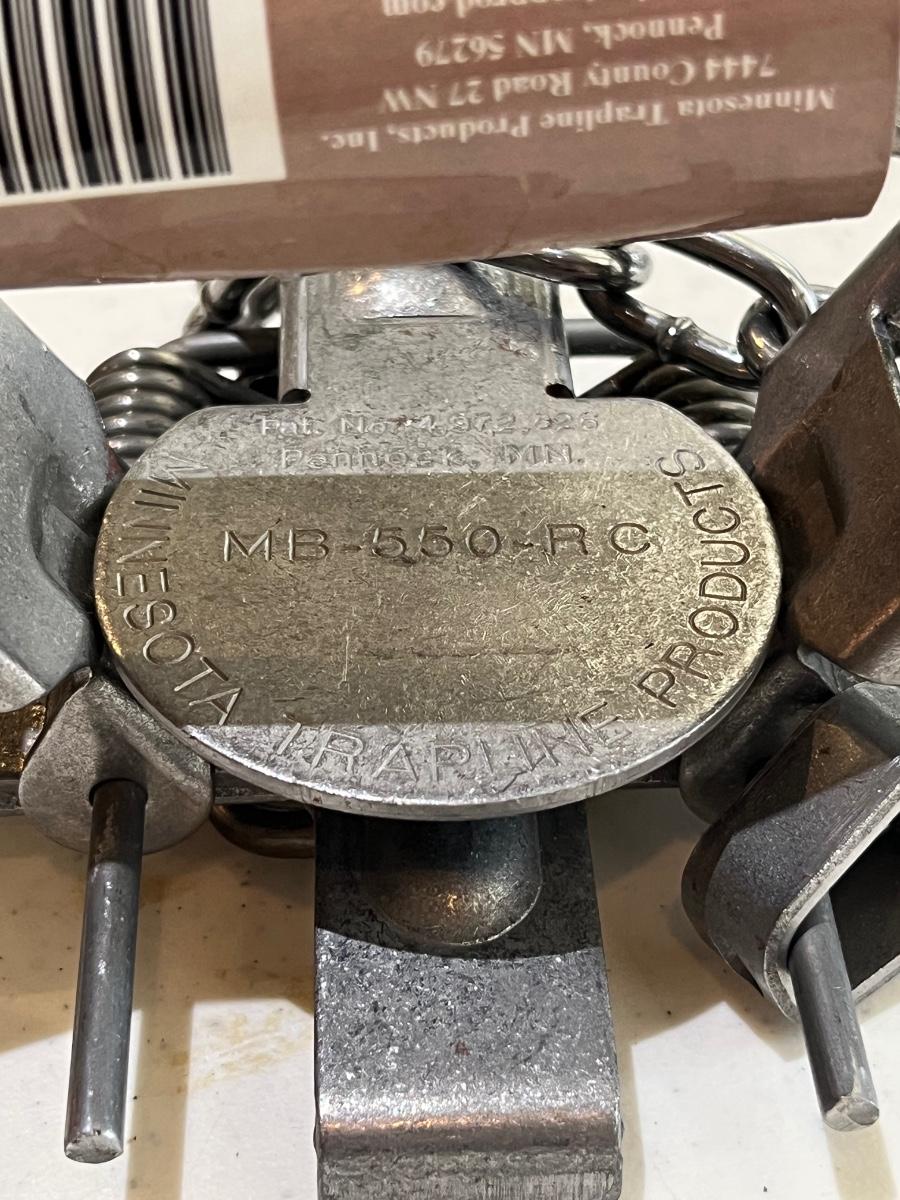 Minnesota Trapline Products, Inc.
7444 County Road 27 NW
Pennock, MN 56279
Pat. No. 4,972,626
Pennock, MN.
MB-550-RC
MINNESOTA TRAPLINE PRODUCTS